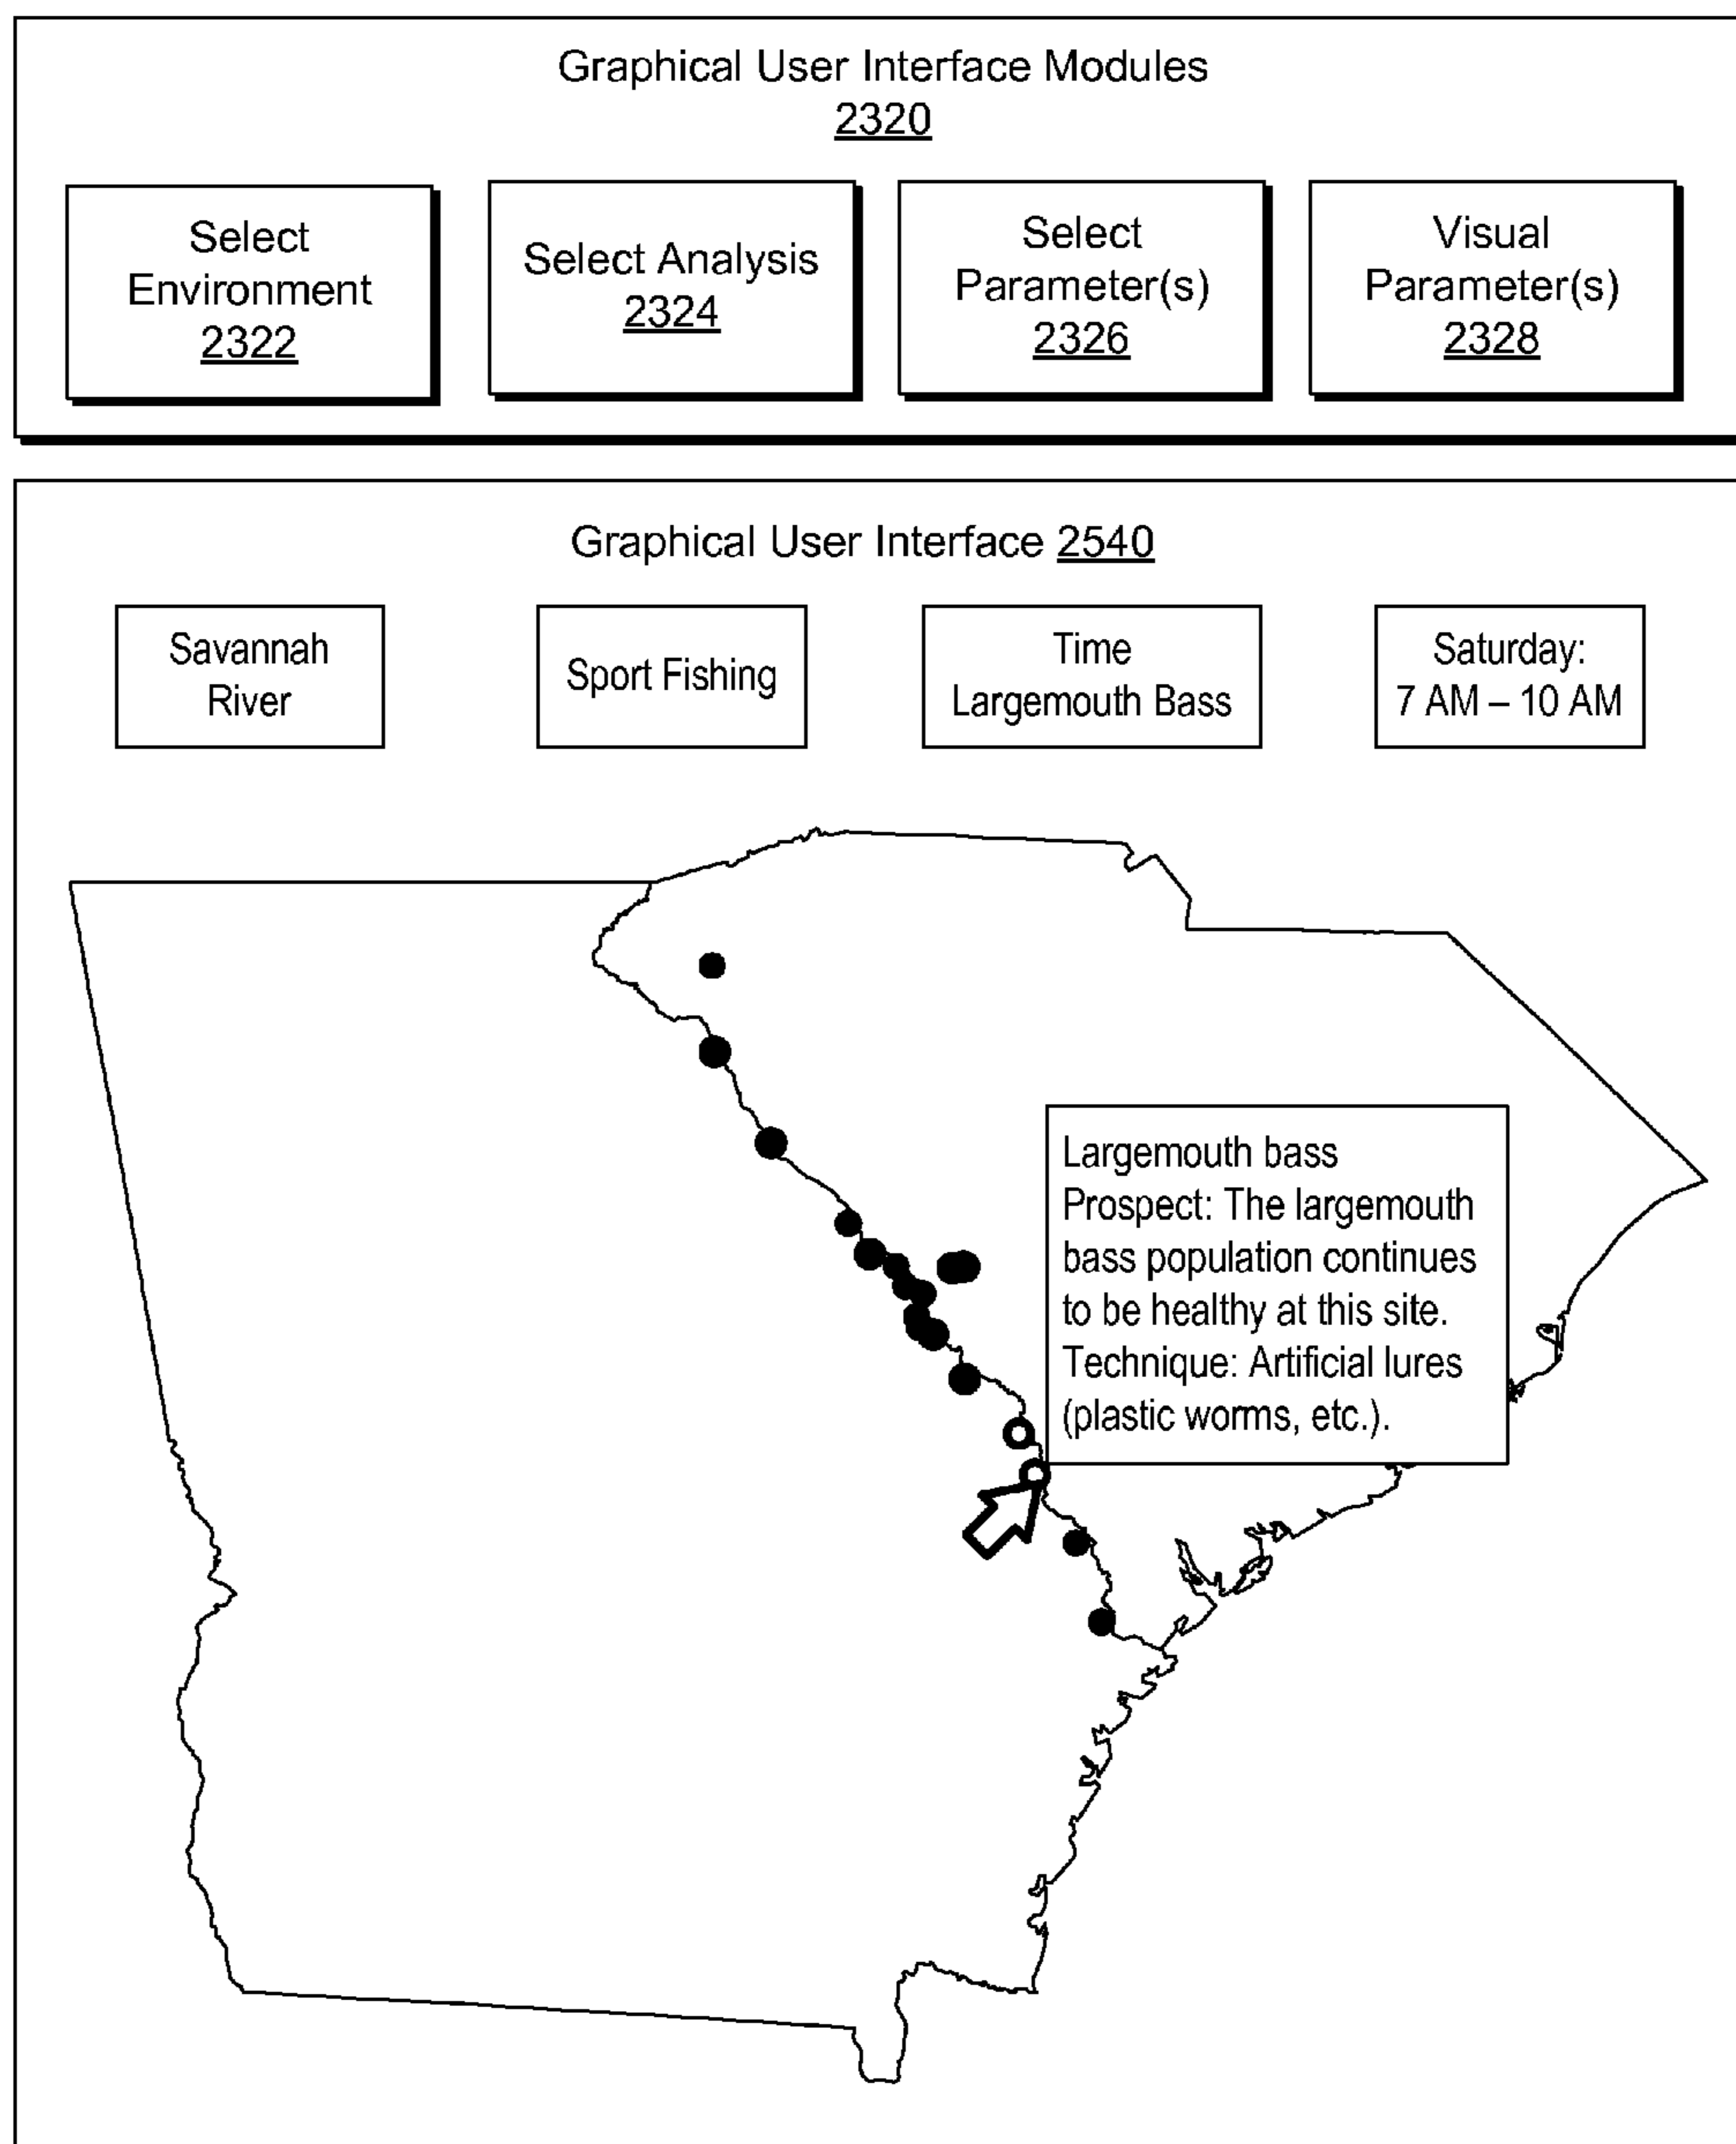 Graphical User Interface Modules
2320
Select
Environment
2322
Select Analysis
2324
Select
Parameter(s)
2326
Visual
Parameter(s)
2328
Graphical User Interface 2540
Savannah
River
Sport Fishing
Time
Largemouth Bass
Saturday:
7 AM – 10 AM
Largemouth bass
Prospect: The largemouth
bass population continues
to be healthy at this site.
Technique: Artificial lures
(plastic worms, etc.).